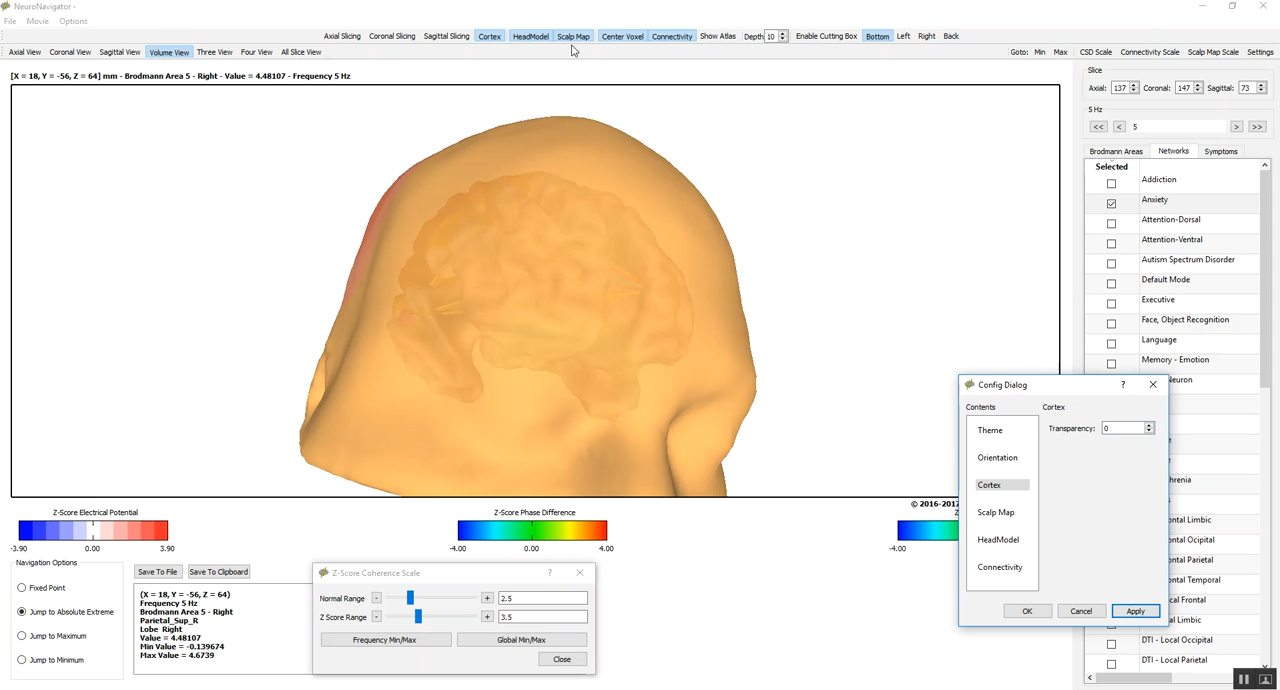 NeuroNavigator -
File Movie Options
Axial Slicing Coronal Slicing Sagittal Slicing Cortex HeadModel Scalp Map Center Voxel Connectivity Show Atlas Depth 10 Enable Cutting Box Bottom Left Right Back
Axial View Coronal View Sagittal View Volume View Three View Four View All Slice View Goto: Min Max CSD Scale Connectivity Scale Scalp Map Scale Settings
[X = 18, Y = -56, Z = 64] mm - Brodmann Area 5 - Right - Value = 4.48107 - Frequency 5 Hz
Slice
Axial: 137 Coronal: 147 Sagittal: 73
5 Hz
<< < 5 > >>
Brodmann Areas Networks Symptoms
Selected
Addiction
Anxiety
Attention-Dorsal
Attention-Ventral
Autism Spectrum Disorder
Default Mode
Executive
Face, Object Recognition
Language
Memory - Emotion
Neuron
hrenia
ontal Limbic
ontal Ocipital
ontal Parietal
ontal Temporal
ocal Frontal
ocal Limbic
DTI - Local Occipital
DTI - Local Parietal
Config Dialog ?
Contents
Theme
Orientation
Cortex
Scalp Map
HeadModel
Connectivity
Cortex
Transparency: 0
OK Cancel Apply
© 2016-2017
Z-Score Electrical Potential
-3.90 0.00 3.90
Z-Score Phase Difference
-4.00 0.00 4.00
-4.00
Navigation Options
Fixed Point
Jump to Absolute Extreme
Jump to Maximum
Jump to Minimum
Save To File Save To Clipboard
(X = 18, Y = -56, Z = 64)
Frequency 5 Hz
Brodmann Area 5 - Right
Parietal_Sup_R
Lobe Right
Value = 4.48107
Min Value = -0.139674
Max Value = 4.6739
Z-Score Coherence Scale ?
Normal Range - + 2.5
Z Score Range - + 3.5
Frequency Min/Max Global Min/Max
Close